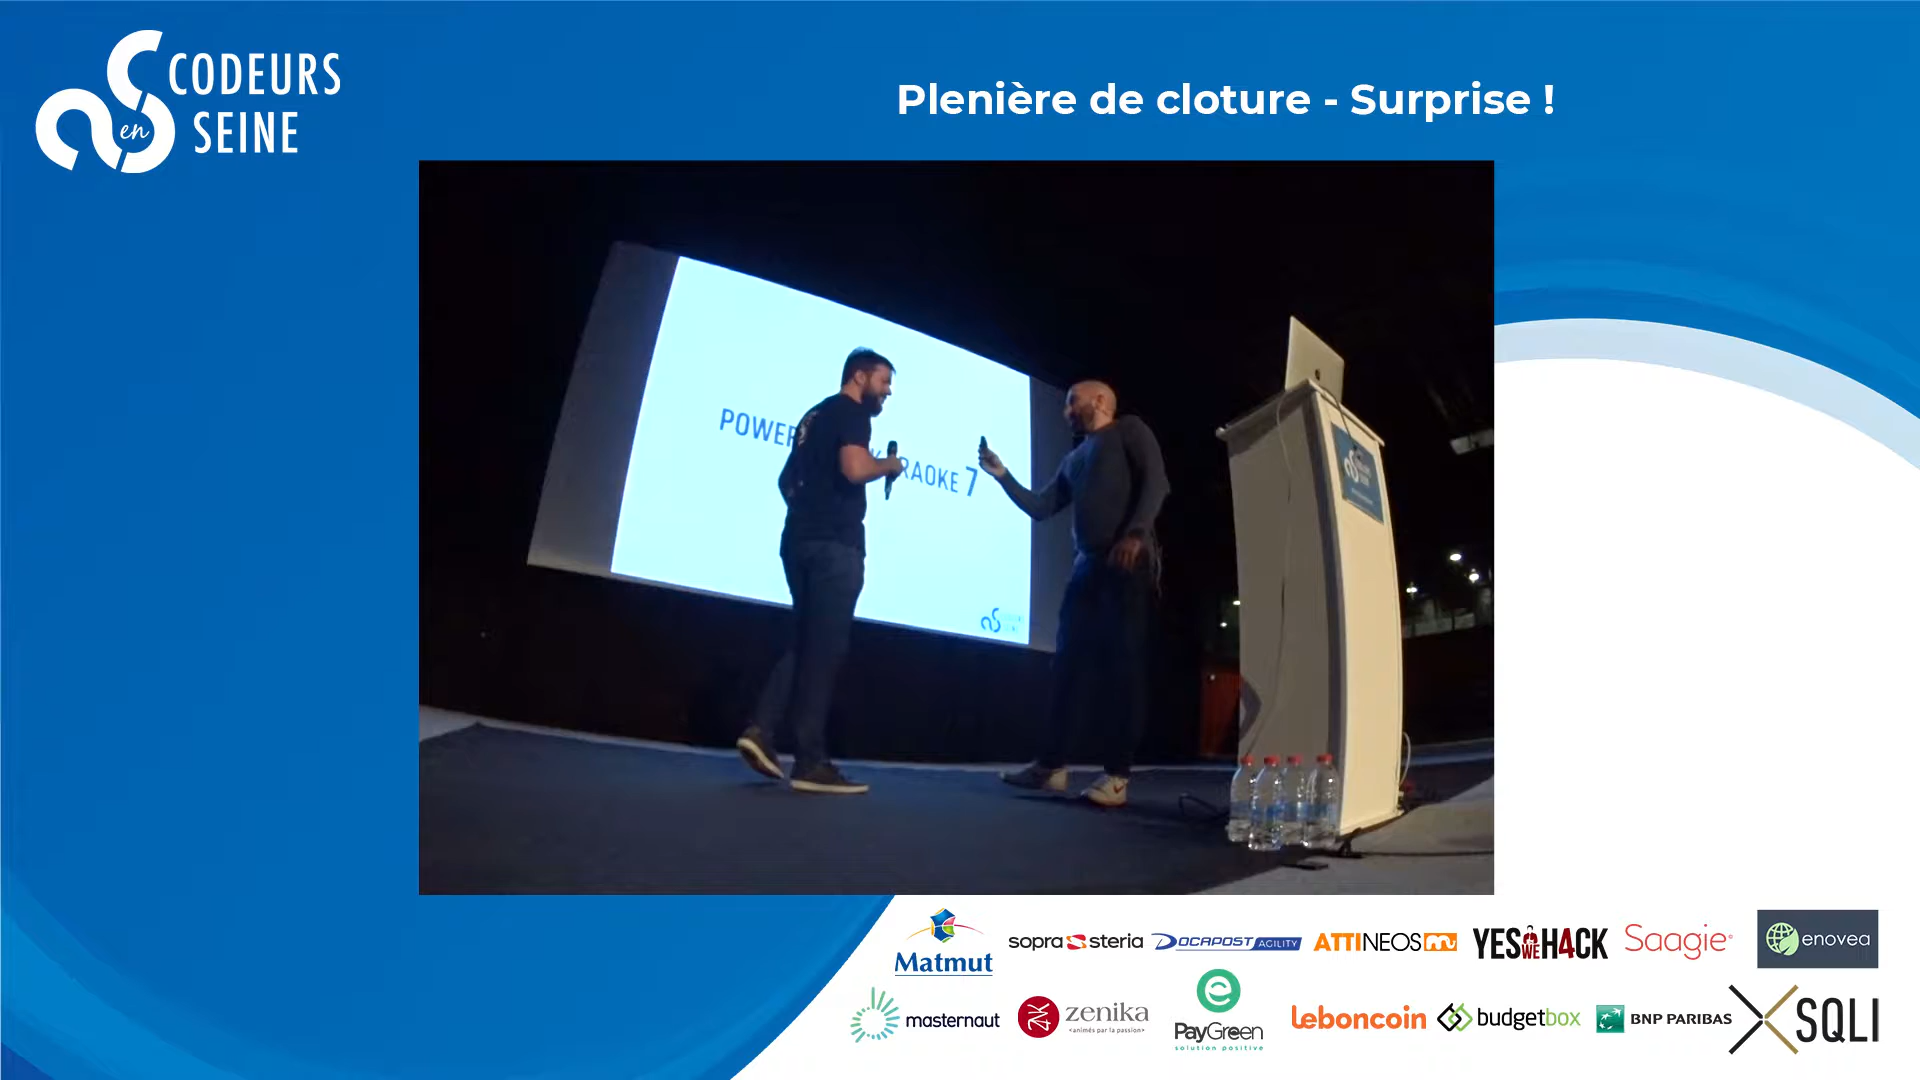 CODEURS
en
SEINE
Plenière de cloture - Surprise !
POWER
RAOKE 7
Matmut
sopra steria
DOCAPOST AGILITY
ATTINEOS
YES WE H4CK
Saagie
enovea
masternaut
zenika
<animés par la passion>
PayGreen
solution positive
leboncoin
budgetbox
BNP PARIBAS
SQLI